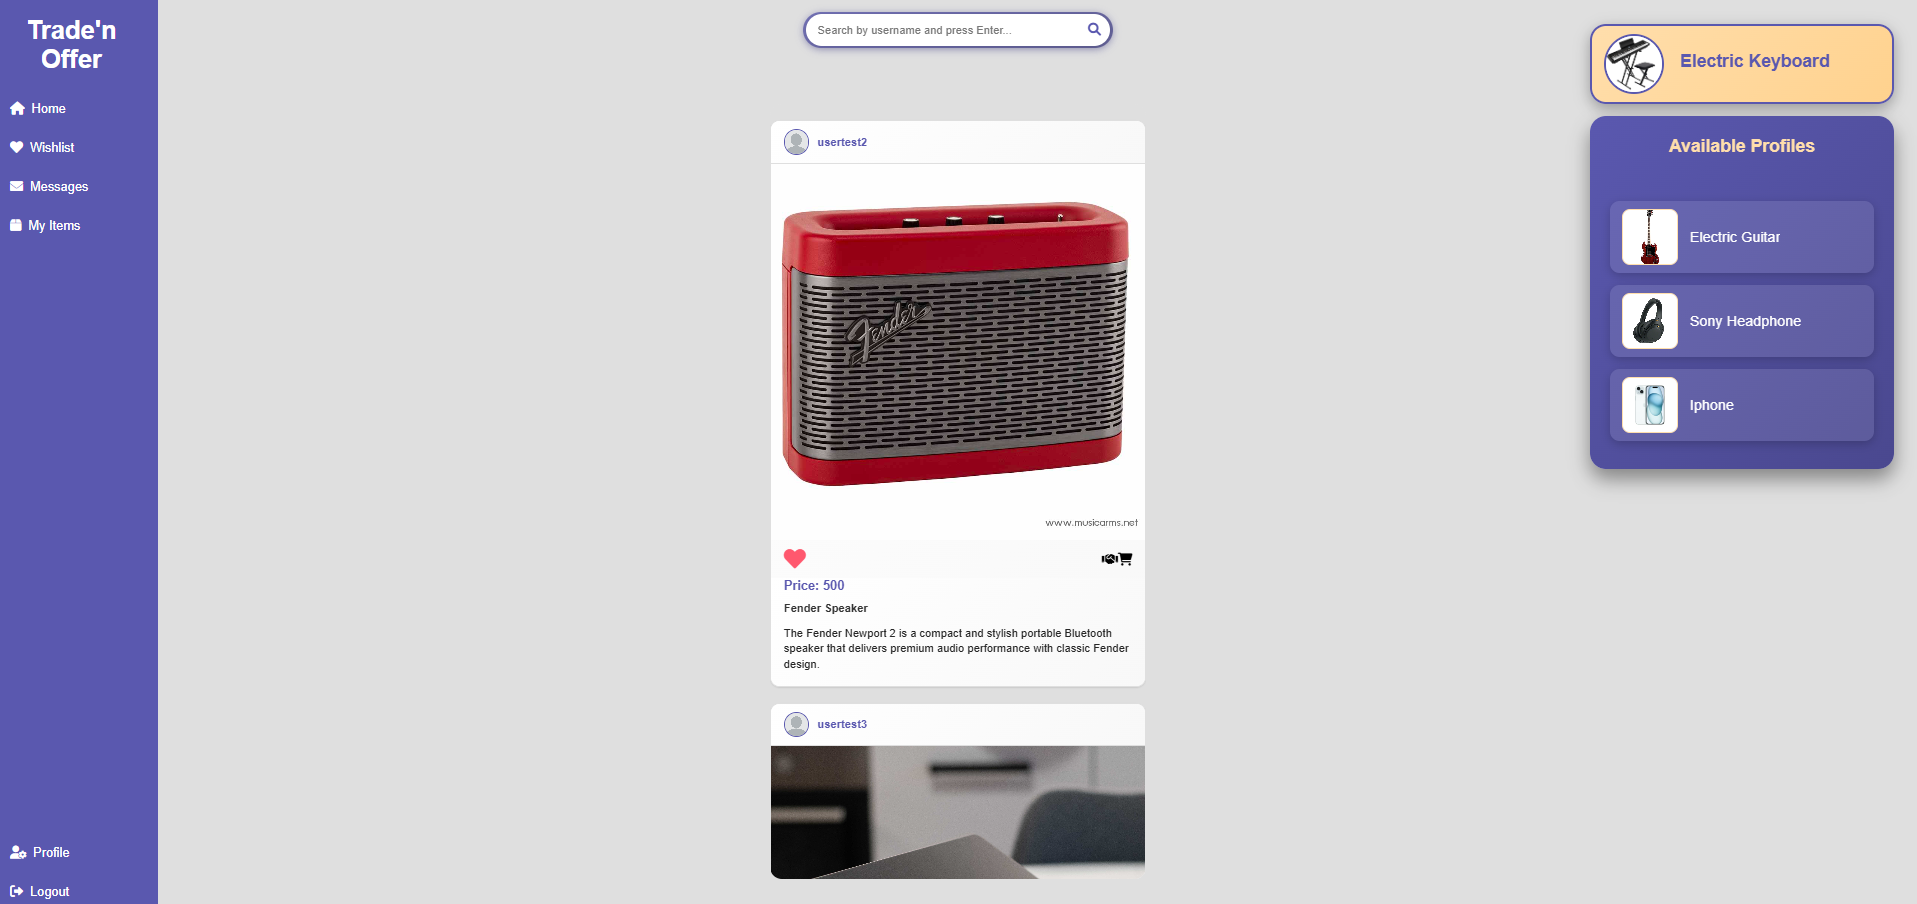 Trade'n
Offer
Home
Wishlist
Messages
My Items
Profile
Logout
Search by username and press Enter...
usertest2
Fender
www.musicarms.net
Price: 500
Fender Speaker
The Fender Newport 2 is a compact and stylish portable Bluetooth
speaker that delivers premium audio performance with classic Fender
design.
usertest3
Electric Keyboard
Available Profiles
Electric Guitar
Sony Headphone
Iphone